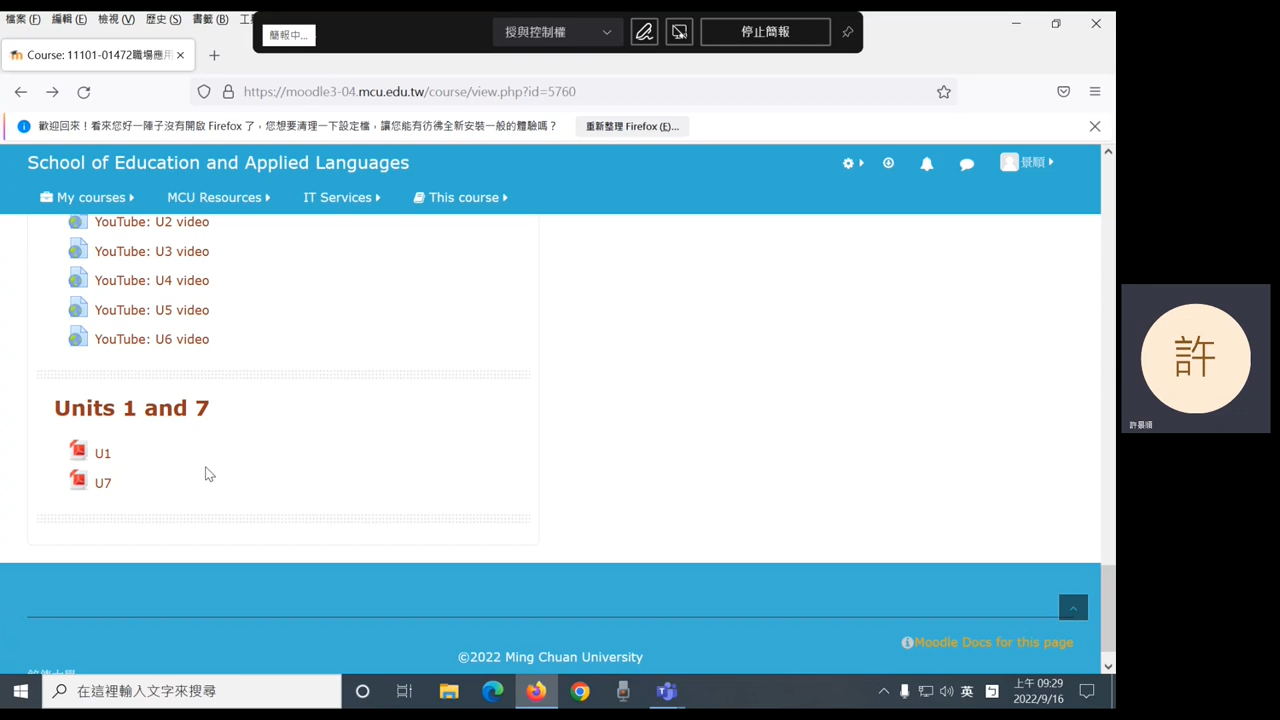 檔案 (F) 編輯 (E) 檢視 (V) 歷史 (S) 書籤 (B)
簡報中...
授與控制權
停止簡報
Course: 11101-01472職場應用
https://moodle3-04.mcu.edu.tw/course/view.php?id=5760
歡迎回來！看來您好一陣子沒有開啟 Firefox 了，您想要清理一下設定檔，讓您能有彷彿全新安裝一般的體驗嗎？
重新整理 Firefox (E)...
School of Education and Applied Languages
景順
My courses
MCU Resources
IT Services
This course
YouTube: U2 video
YouTube: U3 video
YouTube: U4 video
YouTube: U5 video
YouTube: U6 video
Units 1 and 7
U1
U7
許
許景順
Moodle Docs for this page
©2022 Ming Chuan University
在這裡輸入文字來搜尋
英
上午 09:29
2022/9/16